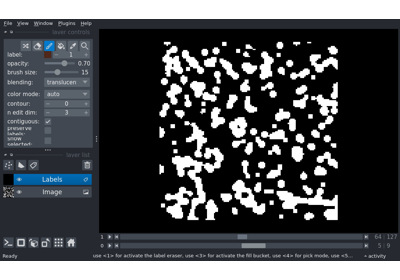 File View Window Plugins Help
layer controls
label: 1
opacity: 0.70
brush size: 15
blending: translucen
color mode: auto
contour: 0
n edit dim: 3
contiguous:
preserve
labels:
show
selected:
layer list
Labels
Image
0 64 127
0 5 9
Ready
use <1> for activate the label eraser, use <3> for activate the fill bucket, use <4> for pick mode, use <5...
activity